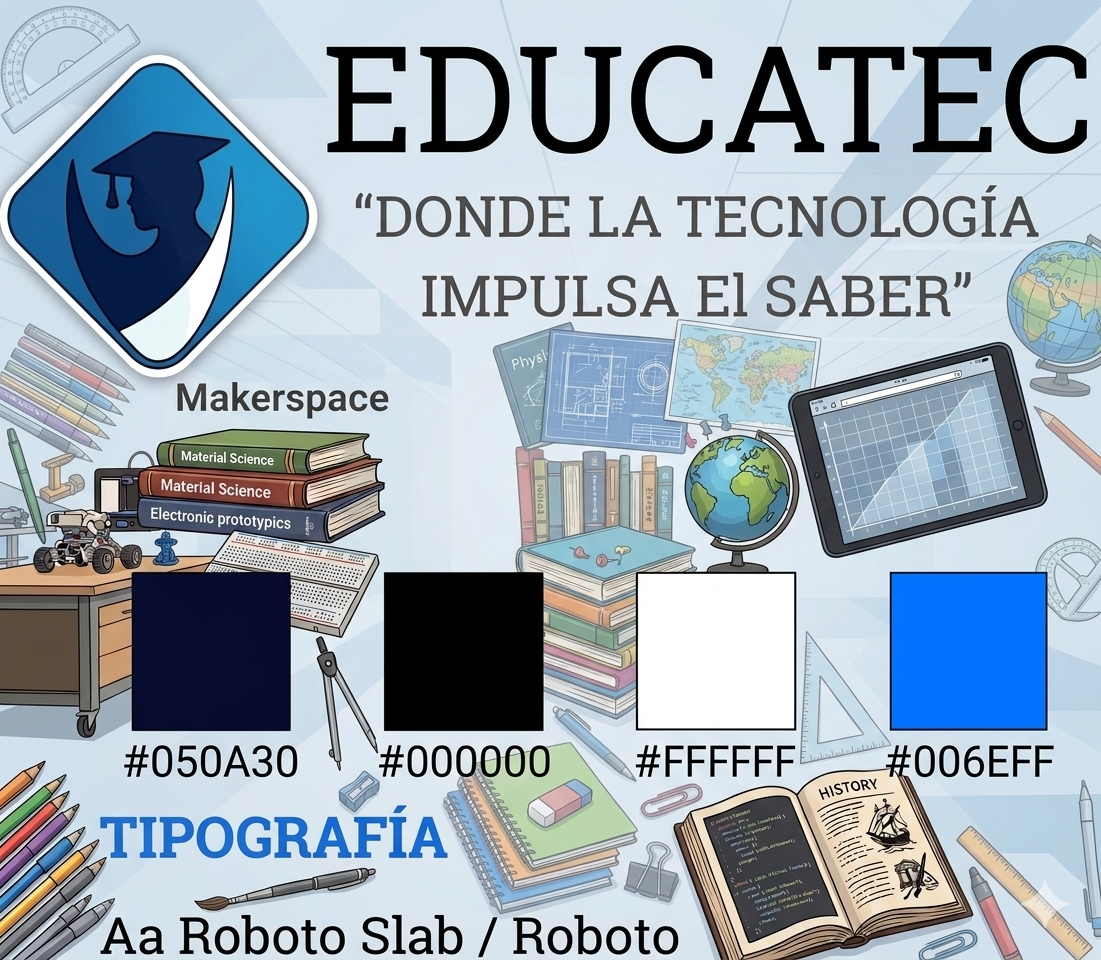 EDUCATEC
“DONDE LA TECNOLOGÍA
IMPULSA El SABER”
Makerspace
Material Science
Material Science
Electronic prototypics
#050A30
#000000
#FFFFFF
#006EFF
HISTORY
TIPOGRAFÍA
Aa Roboto Slab / Roboto